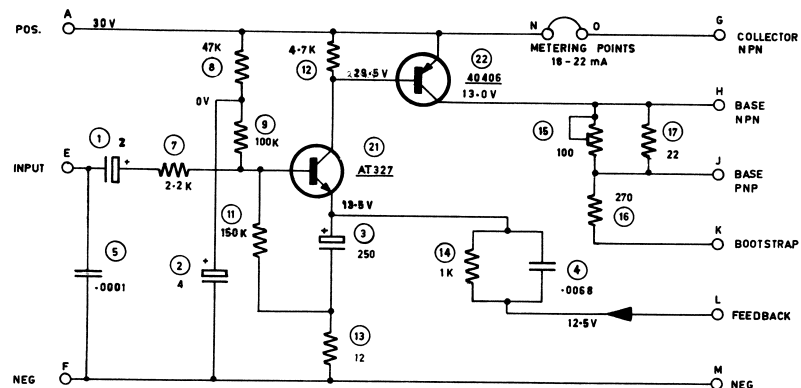 A
POS.
30V
N
O
METERING POINTS
18-22 mA
G
COLLECTOR
NPN
47K
8
4.7K
12
29.5V
22
40406
13.0V
H
BASE
NPN
0V
9
100K
15
100
17
22
1
2
+
7
2.2K
E
INPUT
21
AT327
J
BASE
PNP
13.5V
270
16
11
150K
+
3
250
14
1K
4
.0068
K
BOOTSTRAP
5
.0001
2
4
+
12.5V
L
FEEDBACK
13
12
F
NEG
M
NEG